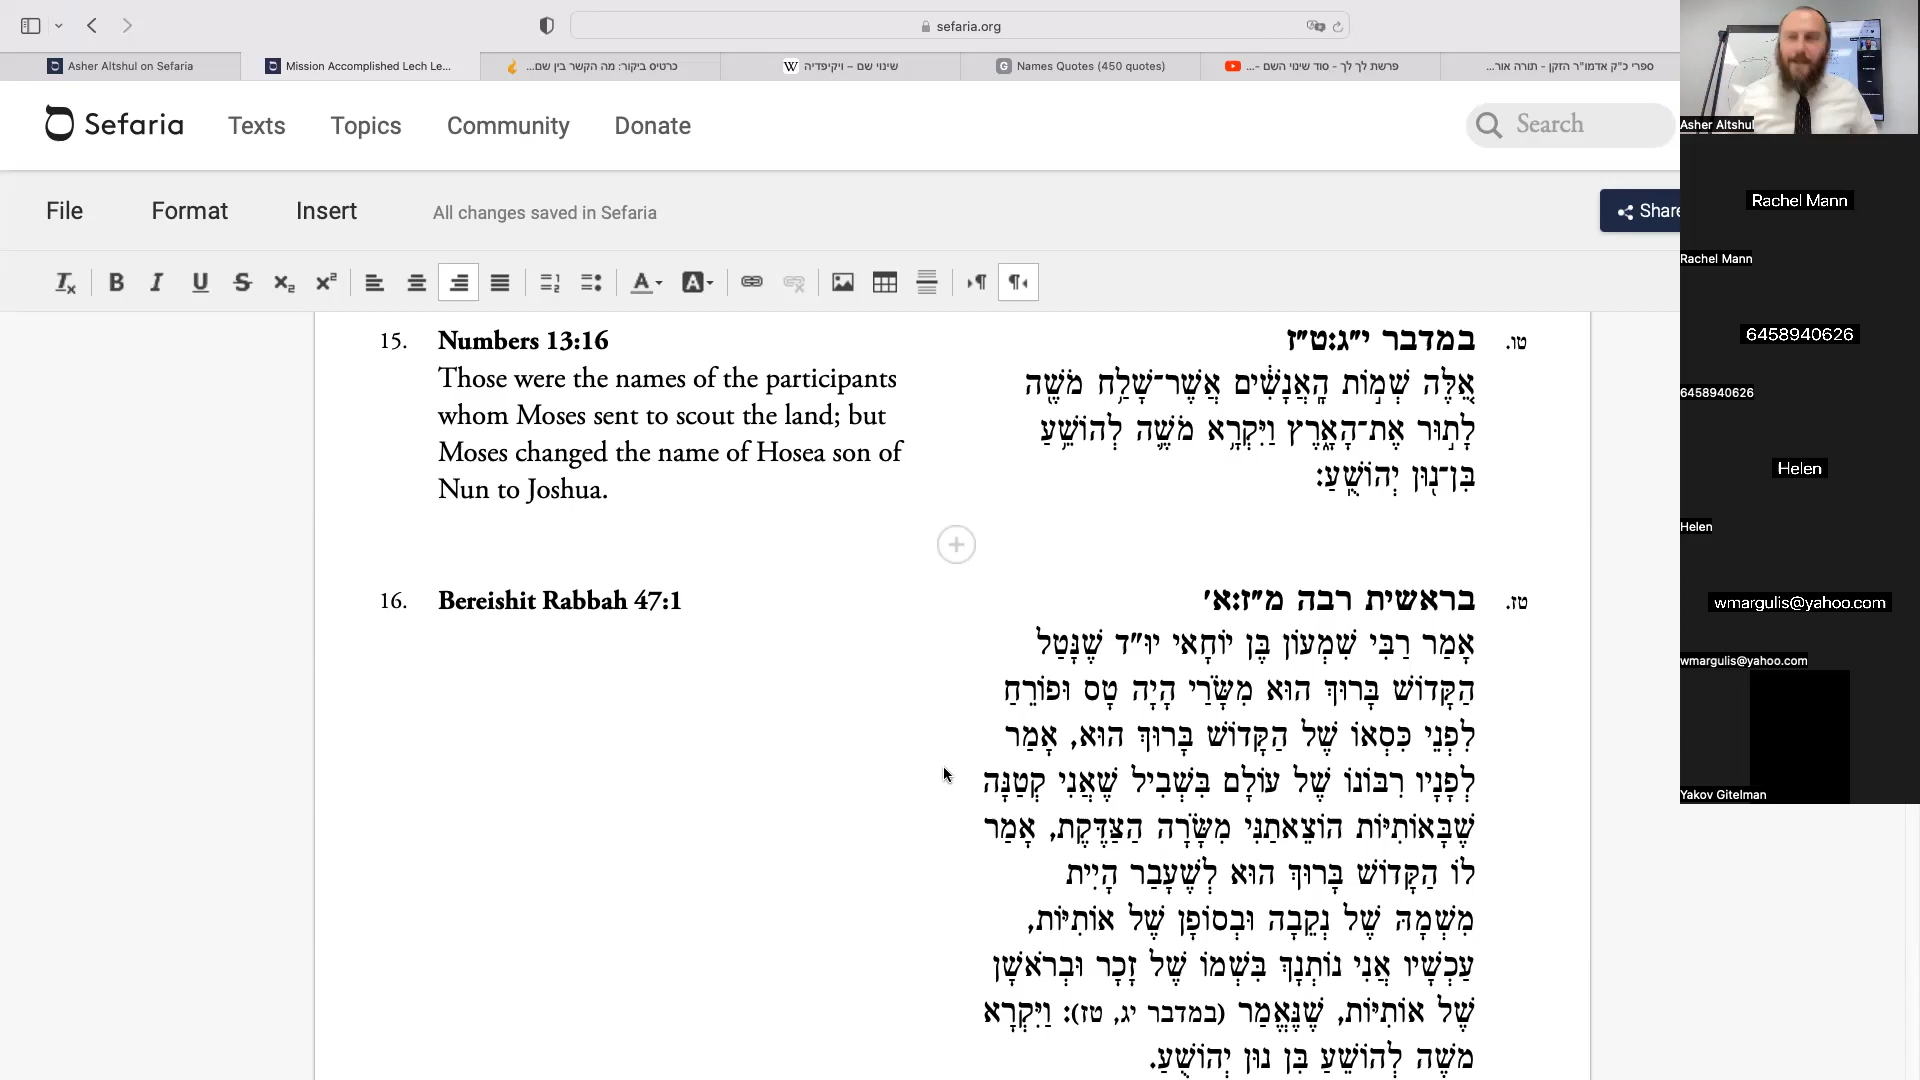 sefaria.org
Asher Altshul on Sefaria
Mission Accomplished Lech Le...
כרטיס ביקור: מה הקשר בין שם...
שינוי שם – ויקיפדיה
Names Quotes (450 quotes)
פרשת לך לך - סוד שינוי השם -...
ספרי כ"ק אדמו"ר הזקן - תורה אור...
Sefaria
Texts
Topics
Community
Donate
Search
File
Format
Insert
All changes saved in Sefaria
Share
15.
Numbers 13:16
Those were the names of the participants
whom Moses sent to scout the land; but
Moses changed the name of Hosea son of
Nun to Joshua.
טו.
במדבר י״ג:ט״ז
אֵ֚לֶּה שְׁמ֣וֹת הָֽאֲנָשִׁ֔ים אֲשֶׁר־שָׁלַ֥ח מֹשֶׁ֖ה
לָת֣וּר אֶת־הָאָ֑רֶץ וַיִּקְרָ֥א מֹשֶׁ֛ה לְהוֹשֵׁ֥עַ
בִּן־נ֖וּן יְהוֹשֻֽׁעַ׃
16.
Bereishit Rabbah 47:1
טז.
בראשית רבה מ״ז:א׳
אָמַר רַבִּי שִׁמְעוֹן בֶּן יוֹחָאי יוּ"ד שֶׁנָּטַל
הַקָּדוֹשׁ בָּרוּךְ הוּא מִשָֹּׂרַי הָיָה טָס וּפוֹרֵחַ
לִפְנֵי כִּסְאוֹ שֶׁל הַקָּדוֹשׁ בָּרוּךְ הוּא, אָמַר
לְפָנָיו רִבּוֹנוֹ שֶׁל עוֹלָם בִּשְׁבִיל שֶׁאֲנִי קְטַנָּה
שֶׁבָּאוֹתִיּוֹת הוֹצֵאתַנִּי מִשָֹּׂרָה הַצַּדֶּקֶת, אָמַר
לוֹ הַקָּדוֹשׁ בָּרוּךְ הוּא לְשֶׁעָבַר הָיִית
מִשְׁמָהּ שֶׁל נְקֵבָה וּבְסוֹפָן שֶׁל אוֹתִיּוֹת,
עַכְשָׁיו אֲנִי נוֹתְנָךְ בִּשְׁמוֹ שֶׁל זָכָר וּבְרֹאשָׁן
שֶׁל אוֹתִיּוֹת, שֶׁנֶּאֱמַר (במדבר יג, טז): וַיִּקְרָא
משֶׁה לְהוֹשֵׁעַ בִּן נוּן יְהוֹשֻׁעַ.
Asher Altshul
Rachel Mann
Rachel Mann
6458940626
6458940626
Helen
Helen
wmargulis@yahoo.com
wmargulis@yahoo.com
Yakov Gitelman